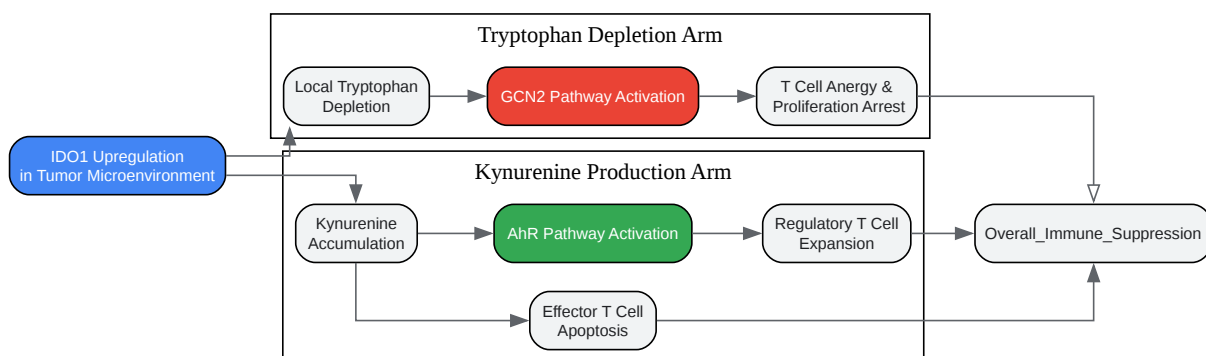 Tryptophan Depletion Arm
Local Tryptophan
Depletion
GCN2 Pathway Activation
T Cell Anergy &
Proliferation Arrest
IDO1 Upregulation
in Tumor Microenvironment
Kynurenine Production Arm
Kynurenine
Accumulation
AhR Pathway Activation
Regulatory T Cell
Expansion
Overall_Immune_Suppression
Effector T Cell
Apoptosis